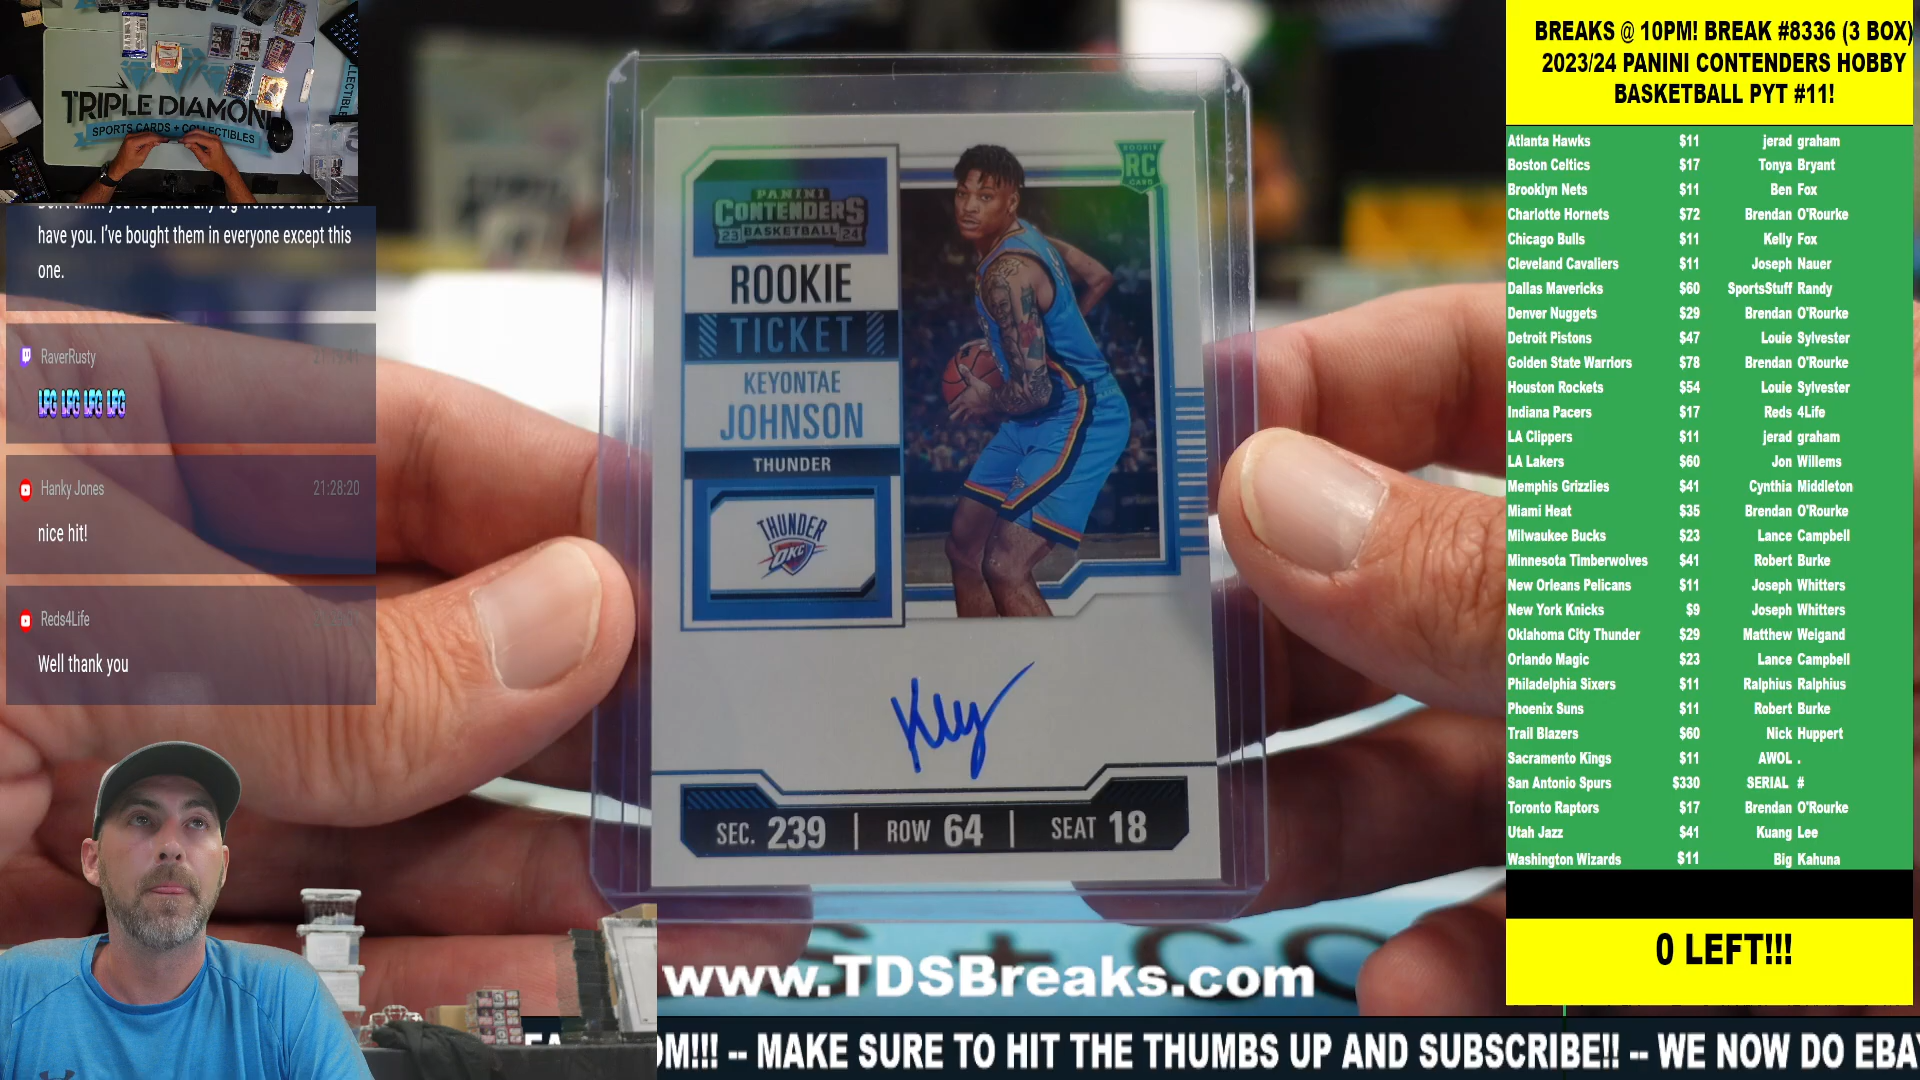 TRIPLE DIAMOND
SPORTS CARDS + COLLECTIBLES
have you. I've bought them in everyone except this
one.
RaverRusty
LFG LFG LFG LFG
Hanky Jones 21:28:20
nice hit!
Reds4Life
Well thank you
PANINI
CONTENDERS
23 BASKETBALL 24
ROOKIE
TICKET
KEYONTAE
JOHNSON
THUNDER
THUNDER
OKC
ROOKIE
RC
CARD
Key
SEC. 239 | ROW 64 | SEAT 18
www.TDSBreaks.com
OM!!! -- MAKE SURE TO HIT THE THUMBS UP AND SUBSCRIBE!! -- WE NOW DO EBAY
BREAKS @ 10PM! BREAK #8336 (3 BOX)
2023/24 PANINI CONTENDERS HOBBY
BASKETBALL PYT #11!
Atlanta Hawks $11 jerad graham
Boston Celtics $17 Tonya Bryant
Brooklyn Nets $11 Ben Fox
Charlotte Hornets $72 Brendan O'Rourke
Chicago Bulls $11 Kelly Fox
Cleveland Cavaliers $11 Joseph Nauer
Dallas Mavericks $60 SportsStuff Randy
Denver Nuggets $29 Brendan O'Rourke
Detroit Pistons $47 Louie Sylvester
Golden State Warriors $78 Brendan O'Rourke
Houston Rockets $54 Louie Sylvester
Indiana Pacers $17 Reds 4Life
LA Clippers $11 jerad graham
LA Lakers $60 Jon Willems
Memphis Grizzlies $41 Cynthia Middleton
Miami Heat $35 Brendan O'Rourke
Milwaukee Bucks $23 Lance Campbell
Minnesota Timberwolves $41 Robert Burke
New Orleans Pelicans $11 Joseph Whitters
New York Knicks $9 Joseph Whitters
Oklahoma City Thunder $29 Matthew Weigand
Orlando Magic $23 Lance Campbell
Philadelphia Sixers $11 Ralphius Ralphius
Phoenix Suns $11 Robert Burke
Trail Blazers $60 Nick Huppert
Sacramento Kings $11 AWOL .
San Antonio Spurs $330 SERIAL #
Toronto Raptors $17 Brendan O'Rourke
Utah Jazz $41 Kuang Lee
Washington Wizards $11 Big Kahuna
0 LEFT!!!